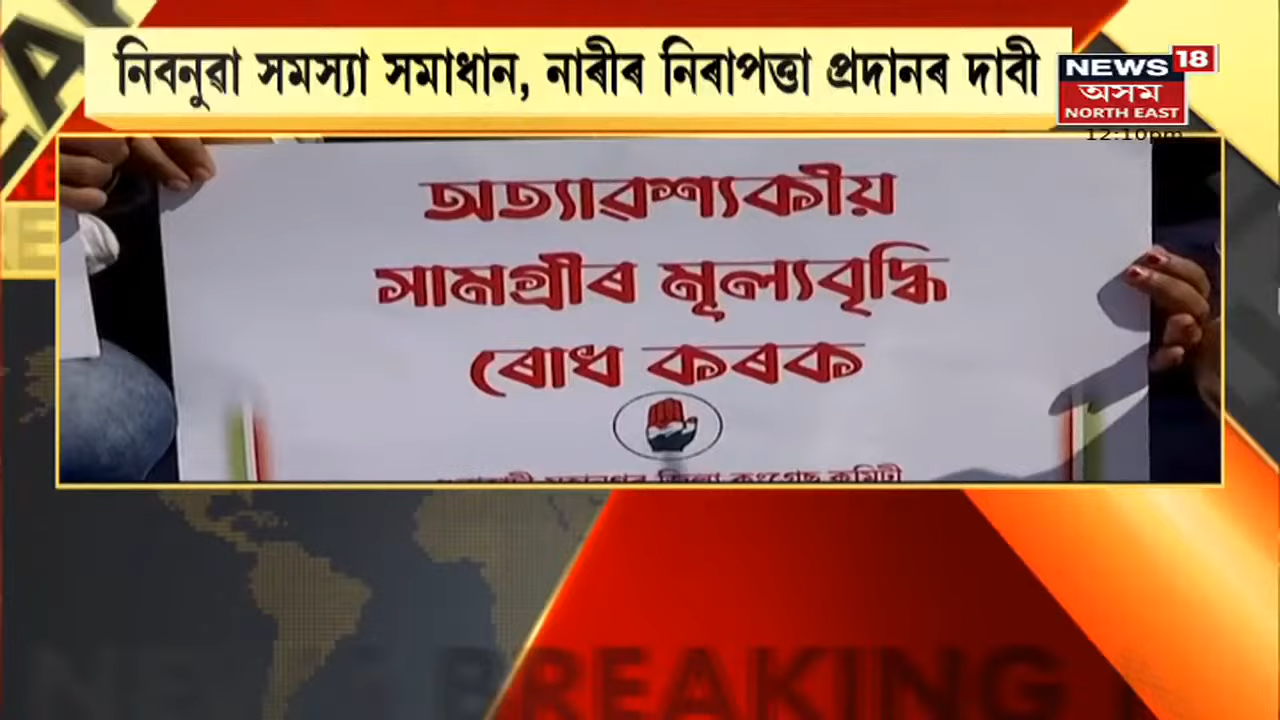 নিবনুৱা সমস্যা সমাধান, নাৰীৰ নিৰাপত্তা প্ৰদানৰ দাবী
NEWS 18
অসম
NORTH EAST
12:10pm
অত্যাৱশ্যকীয়
সামগ্ৰীৰ মূল্যবৃদ্ধি
ৰোধ কৰক
জিলা কংগ্ৰেছ কমিটী
BREAKING